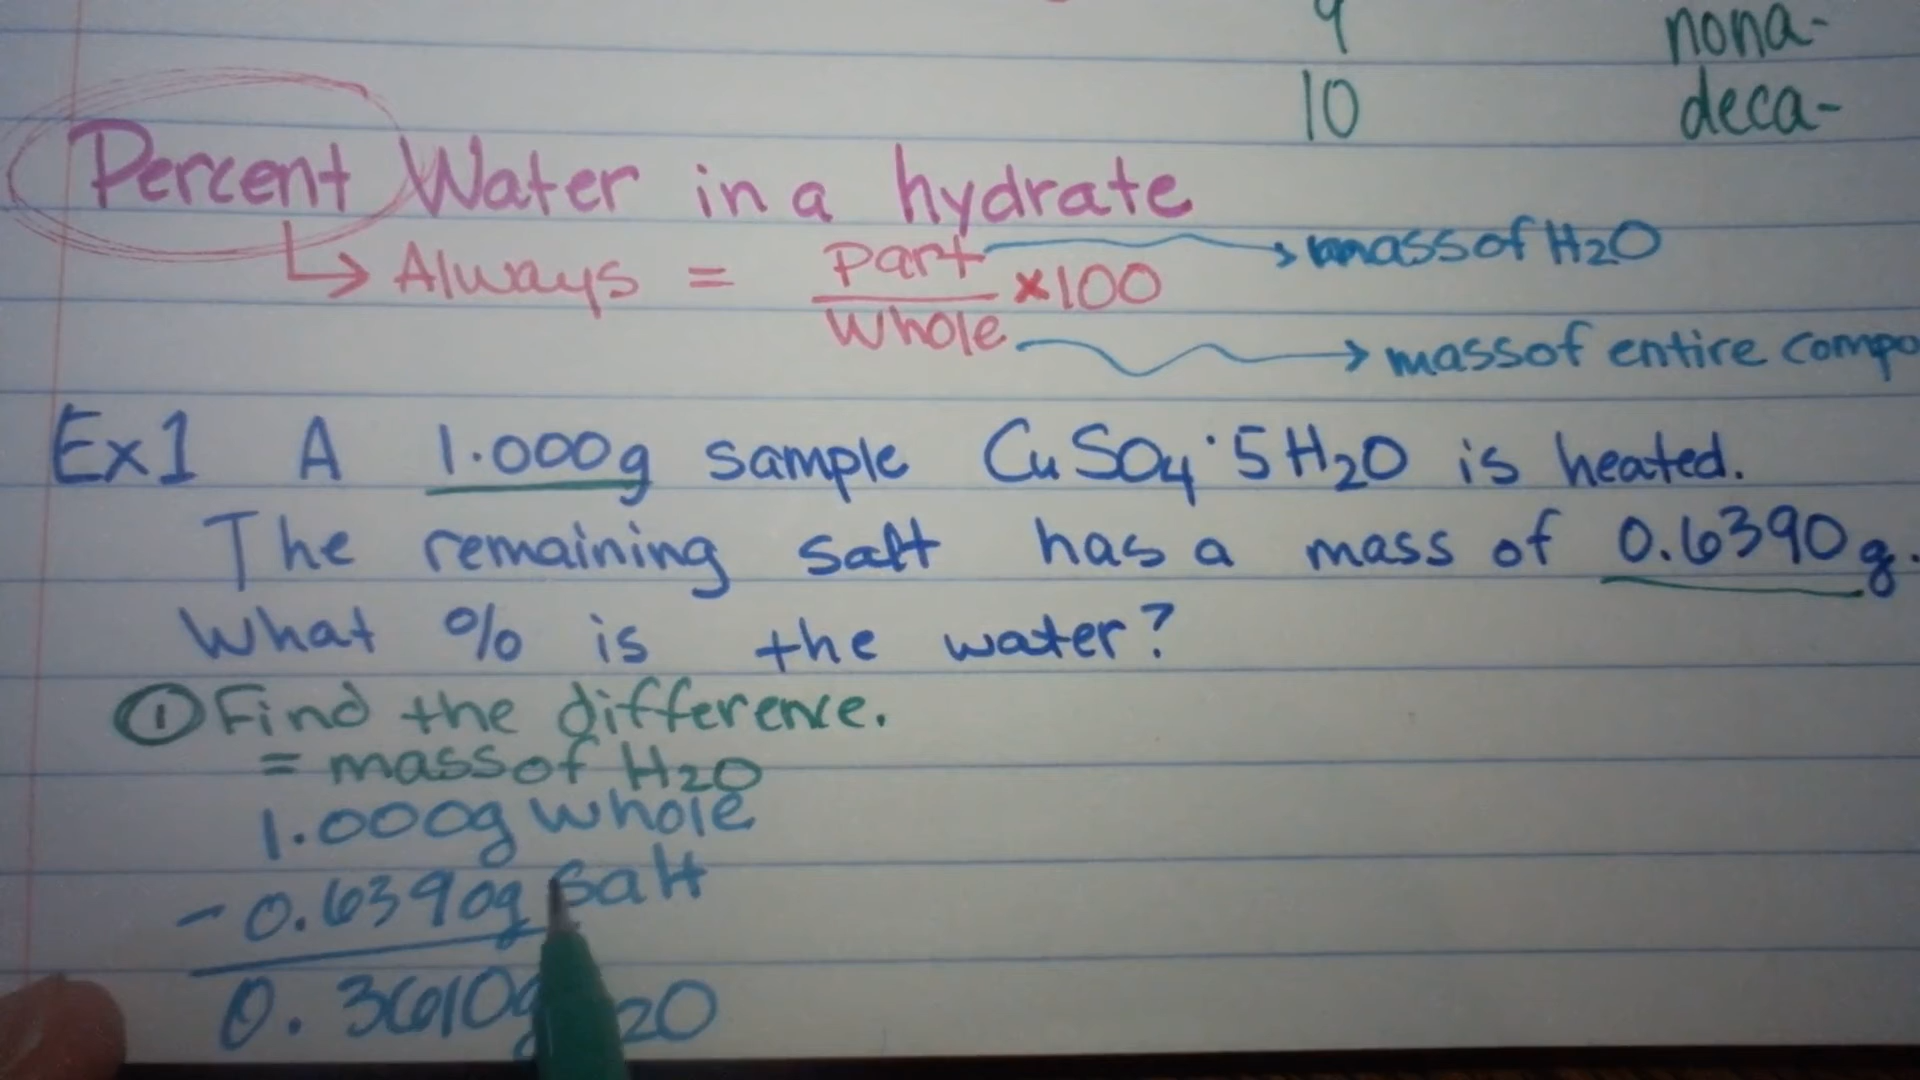 9 nona-
10 deca-
Percent Water in a hydrate
↳ Always = part/whole ×100
→ mass of H2O
→ mass of entire compo
Ex1 A 1.000g sample CuSO4·5H2O is heated.
The remaining salt has a mass of 0.6390g.
What % is the water?
① Find the difference.
= mass of H2O
1.000g whole
- 0.6390g salt
0.3610g 20